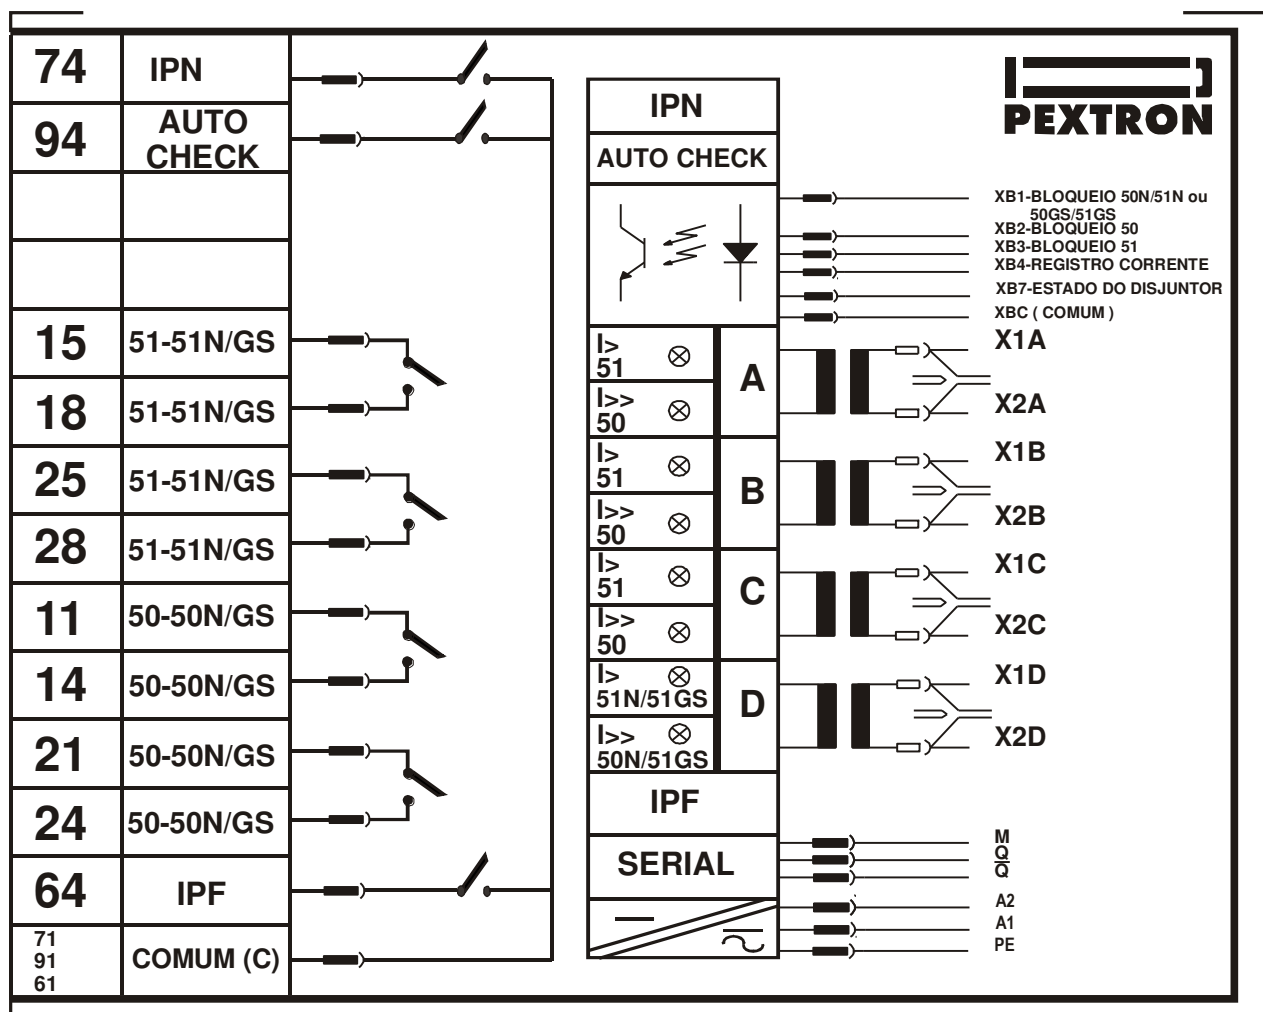 74 IPN
94 AUTO
CHECK
15 51-51N/GS
18 51-51N/GS
25 51-51N/GS
28 51-51N/GS
11 50-50N/GS
14 50-50N/GS
21 50-50N/GS
24 50-50N/GS
64 IPF
71
91
61
COMUM (C)
IPN
AUTO CHECK
I>
51
I>>
50
A
I>
51
I>>
50
B
I>
51
I>>
50
C
I>
51N/51GS
I>>
50N/51GS
D
IPF
SERIAL
PEXTRON
XB1-BLOQUEIO 50N/51N ou
50GS/51GS
XB2-BLOQUEIO 50
XB3-BLOQUEIO 51
XB4-REGISTRO CORRENTE
XB7-ESTADO DO DISJUNTOR
XBC ( COMUM )
X1A
X2A
X1B
X2B
X1C
X2C
X1D
X2D
M
Q
Q̅
A2
A1
PE